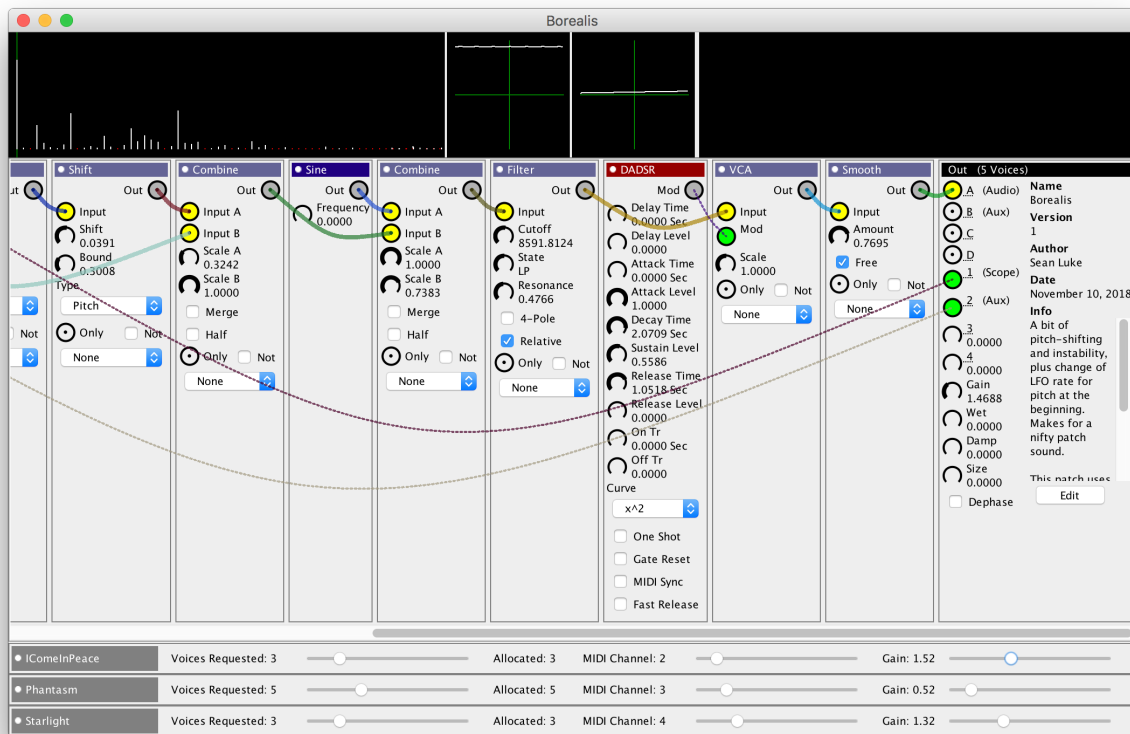 Borealis
ut
Not
Shift
Out
Input
Shift
0.0391
Bound
0.3008
Type
Pitch
Only Not
None
Combine
Out
Input A
Input B
Scale A
0.3242
Scale B
1.0000
Merge
Half
Only Not
None
Sine
Out
Frequency
0.0000
Combine
Out
Input A
Input B
Scale A
1.0000
Scale B
0.7383
Merge
Half
Only Not
None
Filter
Out
Input
Cutoff
8591.8124
State
LP
Resonance
0.4766
4-Pole
Relative
Only Not
None
DADSR
Mod
Delay Time
0.0000 Sec
Delay Level
0.0000
Attack Time
0.0000 Sec
Attack Level
1.0000
Decay Time
2.0709 Sec
Sustain Level
0.5586
Release Time
1.0518 Sec
Release Level
0.0000
On Tr
0.0000 Sec
Off Tr
0.0000
Curve
x^2
One Shot
Gate Reset
MIDI Sync
Fast Release
VCA
Out
Input
Mod
Scale
1.0000
Only Not
None
Smooth
Out
Input
Amount
0.7695
Free
Only Not
None
Out (5 Voices)
A (Audio)
B (Aux)
C
D
1 (Scope)
2 (Aux)
3
0.0000
4
0.0000
Gain
1.4688
Wet
0.0000
Damp
0.0000
Size
0.0000
Dephase
Name
Borealis
Version
1
Author
Sean Luke
Date
November 10, 2018
Info
A bit of
pitch-shifting
and instability,
plus change of
LFO rate for
pitch at the
beginning.
Makes for a
nifty patch
sound.
This patch uses
Edit
IComeInPeace Voices Requested: 3 Allocated: 3 MIDI Channel: 2 Gain: 1.52
Phantasm Voices Requested: 5 Allocated: 5 MIDI Channel: 3 Gain: 0.52
Starlight Voices Requested: 3 Allocated: 3 MIDI Channel: 4 Gain: 1.32